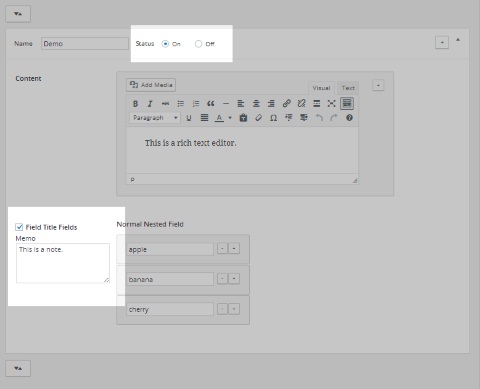 Name Demo Status On Off
Content
Add Media
Visual Text
B I ABC
Paragraph U A
This is a rich text editor.
P
Field Title Fields
Normal Nested Field
Memo
This is a note.
apple
banana
cherry